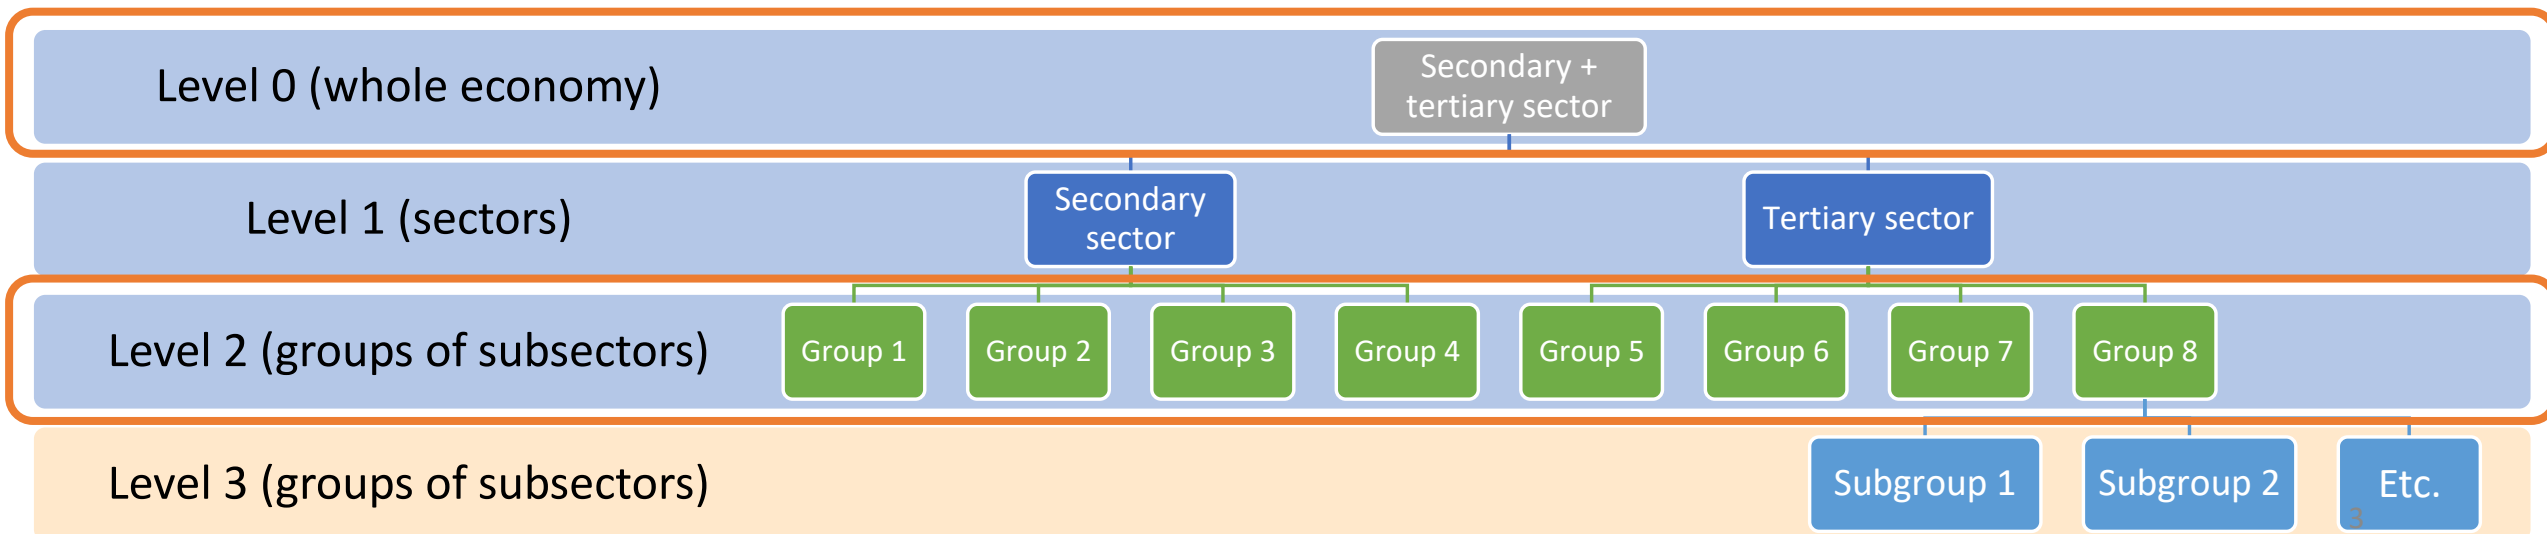 Level 0 (whole economy)
Secondary +
tertiary sector
Level 1 (sectors)
Secondary
sector
Tertiary sector
Level 2 (groups of subsectors)
Group 1
Group 2
Group 3
Group 4
Group 5
Group 6
Group 7
Group 8
Level 3 (groups of subsectors)
Subgroup 1
Subgroup 2
Etc.
3